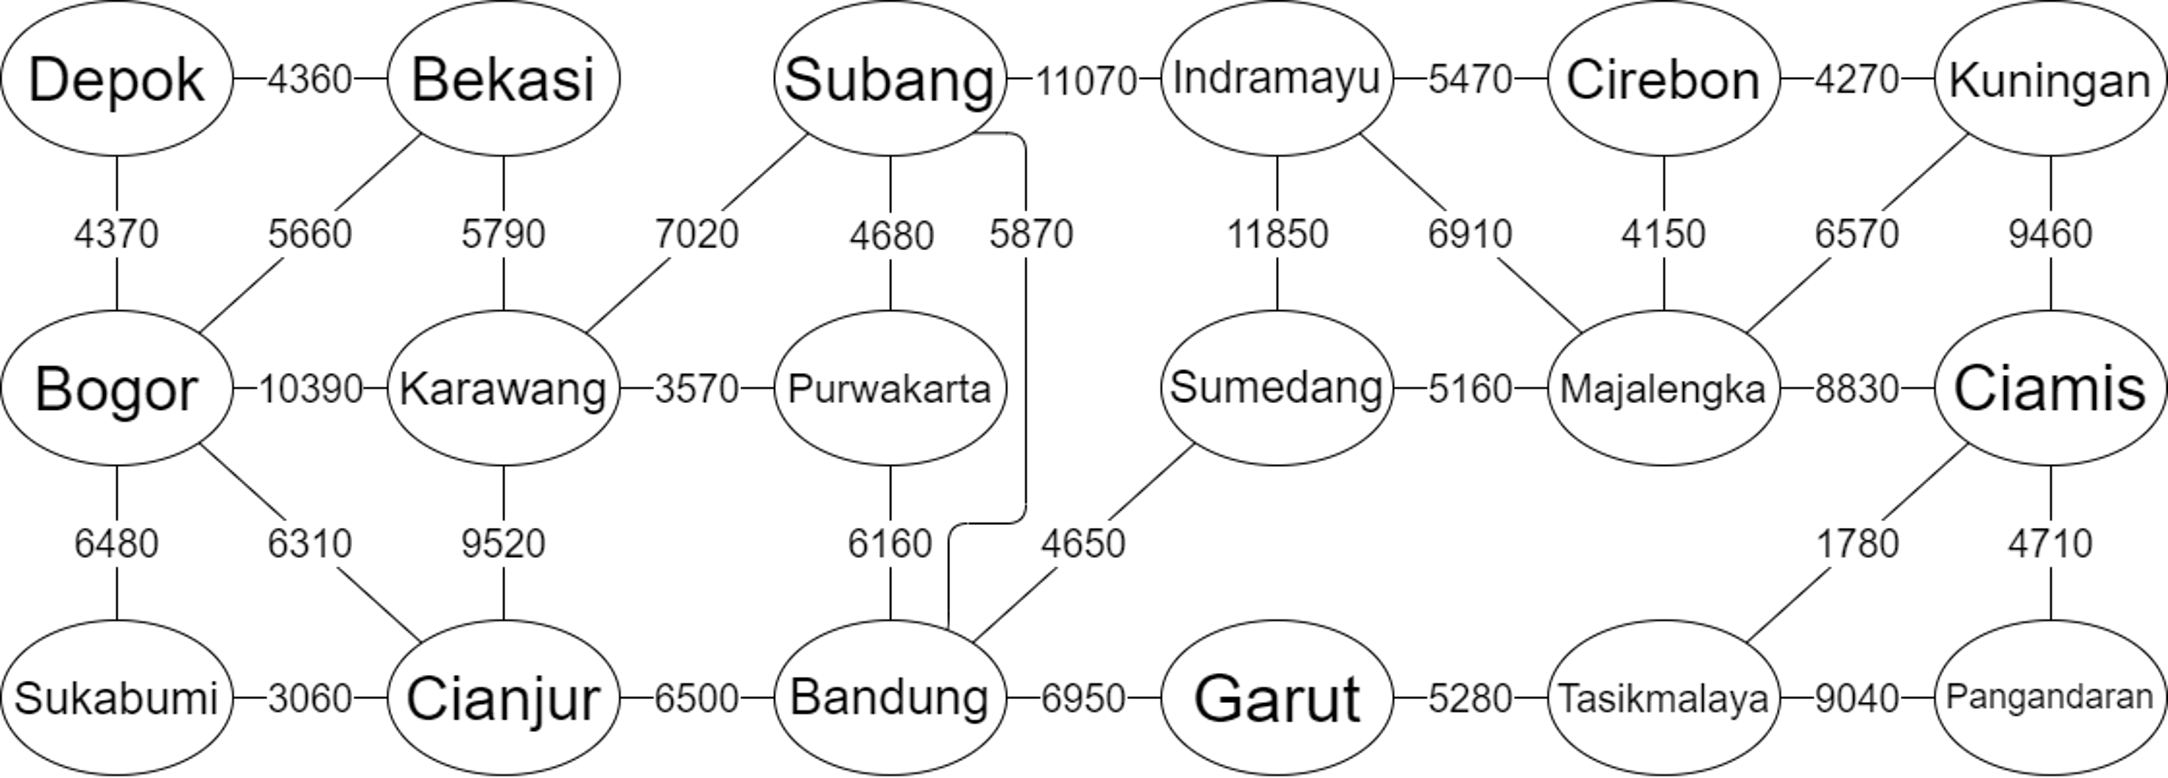 Depok 4360 Bekasi Subang 11070 Indramayu 5470 Cirebon 4270 Kuningan
4370 5660 5790 7020 4680 5870 11850 6910 4150 6570 9460
Bogor 10390 Karawang 3570 Purwakarta Sumedang 5160 Majalengka 8830 Ciamis
6480 6310 9520 6160 4650 1780 4710
Sukabumi 3060 Cianjur 6500 Bandung 6950 Garut 5280 Tasikmalaya 9040 Pangandaran